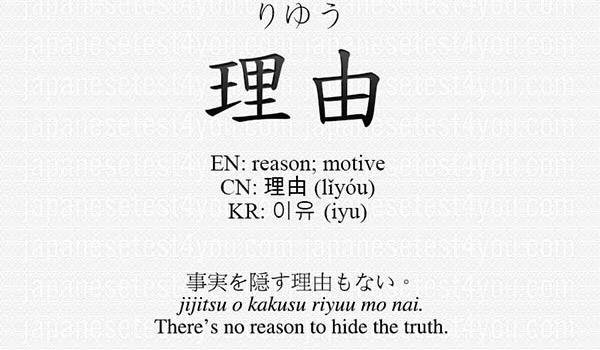 りゆう
理由
EN: reason; motive
CN: 理由 (lǐyóu)
KR: 이유 (iyu)
事実を隠す理由もない。
jijitsu o kakusu riyuu mo nai.
There's no reason to hide the truth.
japanesetest4you.com